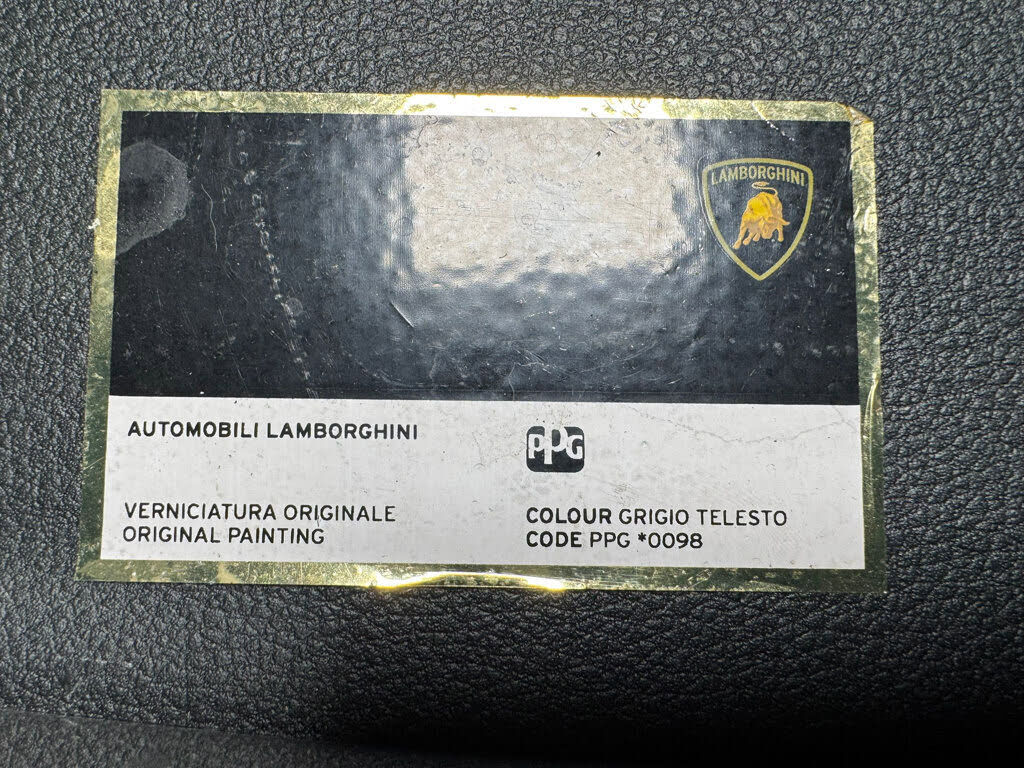 LAMBORGHINI
AUTOMOBILI LAMBORGHINI
PPG
VERNICIATURA ORIGINALE
ORIGINAL PAINTING
COLOUR GRIGIO TELESTO
CODE PPG *0098